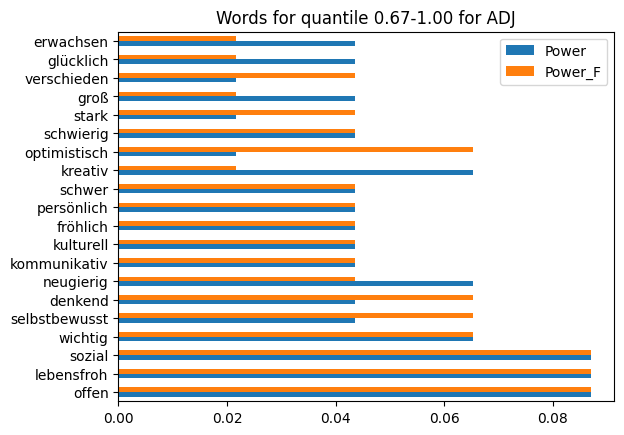 Words for quantile 0.67-1.00 for ADJ
Power
Power_F
erwachsen
glücklich
verschieden
groß
stark
schwierig
optimistisch
kreativ
schwer
persönlich
fröhlich
kulturell
kommunikativ
neugierig
denkend
selbstbewusst
wichtig
sozial
lebensfroh
offen
0.00 0.02 0.04 0.06 0.08